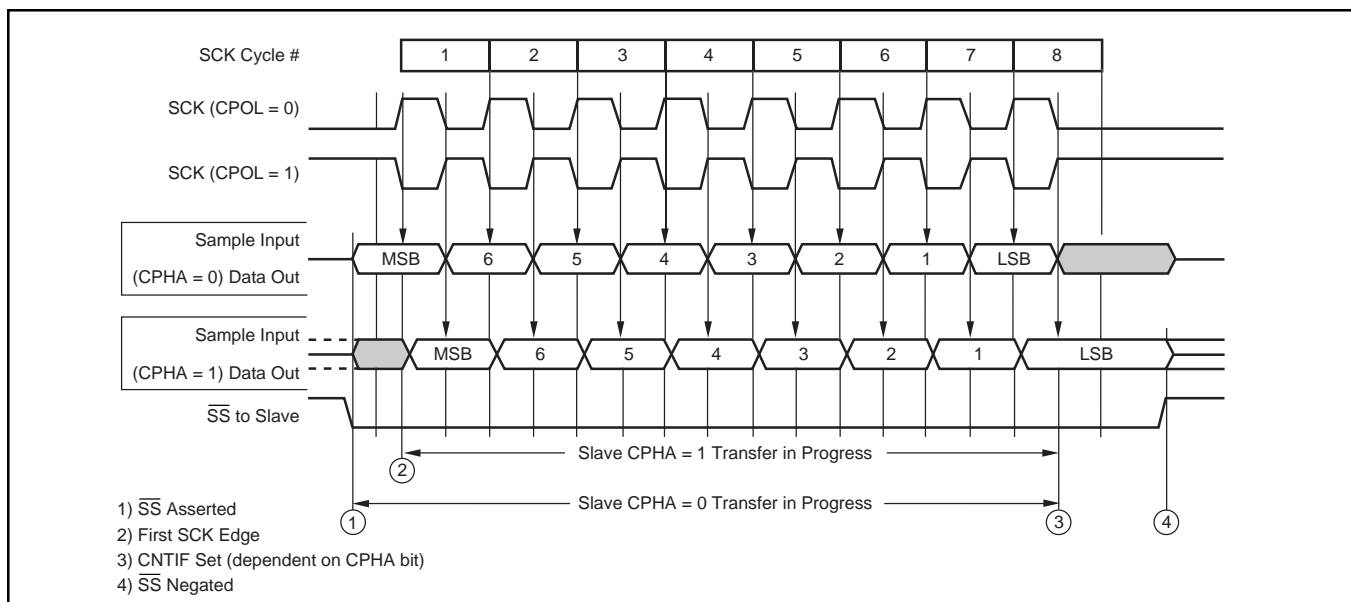 SCK Cycle # 1 2 3 4 5 6 7 8
SCK (CPOL = 0)
SCK (CPOL = 1)
Sample Input
MSB 6 5 4 3 2 1 LSB
(CPHA = 0) Data Out
Sample Input
MSB 6 5 4 3 2 1 LSB
(CPHA = 1) Data Out
S̅S̅ to Slave
Slave CPHA = 1 Transfer in Progress
2
Slave CPHA = 0 Transfer in Progress
1 3 4
1) S̅S̅ Asserted
2) First SCK Edge
3) CNTIF Set (dependent on CPHA bit)
4) S̅S̅ Negated